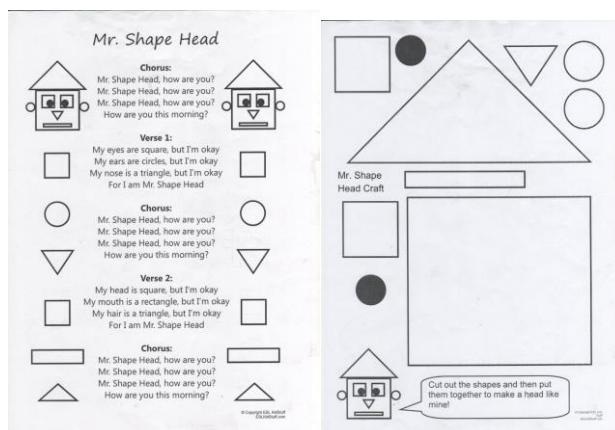 Mr. Shape Head
Chorus:
Mr. Shape Head, how are you?
Mr. Shape Head, how are you?
Mr. Shape Head, how are you?
How are you this morning?
Verse 1:
My eyes are square, but I'm okay
My ears are circles, but I'm okay
My nose is a triangle, but I'm okay
For I am Mr. Shape Head
Chorus:
Mr. Shape Head, how are you?
Mr. Shape Head, how are you?
Mr. Shape Head, how are you?
How are you this morning?
Verse 2:
My head is square, but I'm okay
My mouth is a rectangle, but I'm okay
My hair is a triangle, but I'm okay
For I am Mr. Shape Head
Chorus:
Mr. Shape Head, how are you?
Mr. Shape Head, how are you?
Mr. Shape Head, how are you?
How are you this morning?
© Copyright ESL KidStuff
ESLKidStuff.com
Mr. Shape
Head Craft
Cut out the shapes and then put
them together to make a head like
mine!